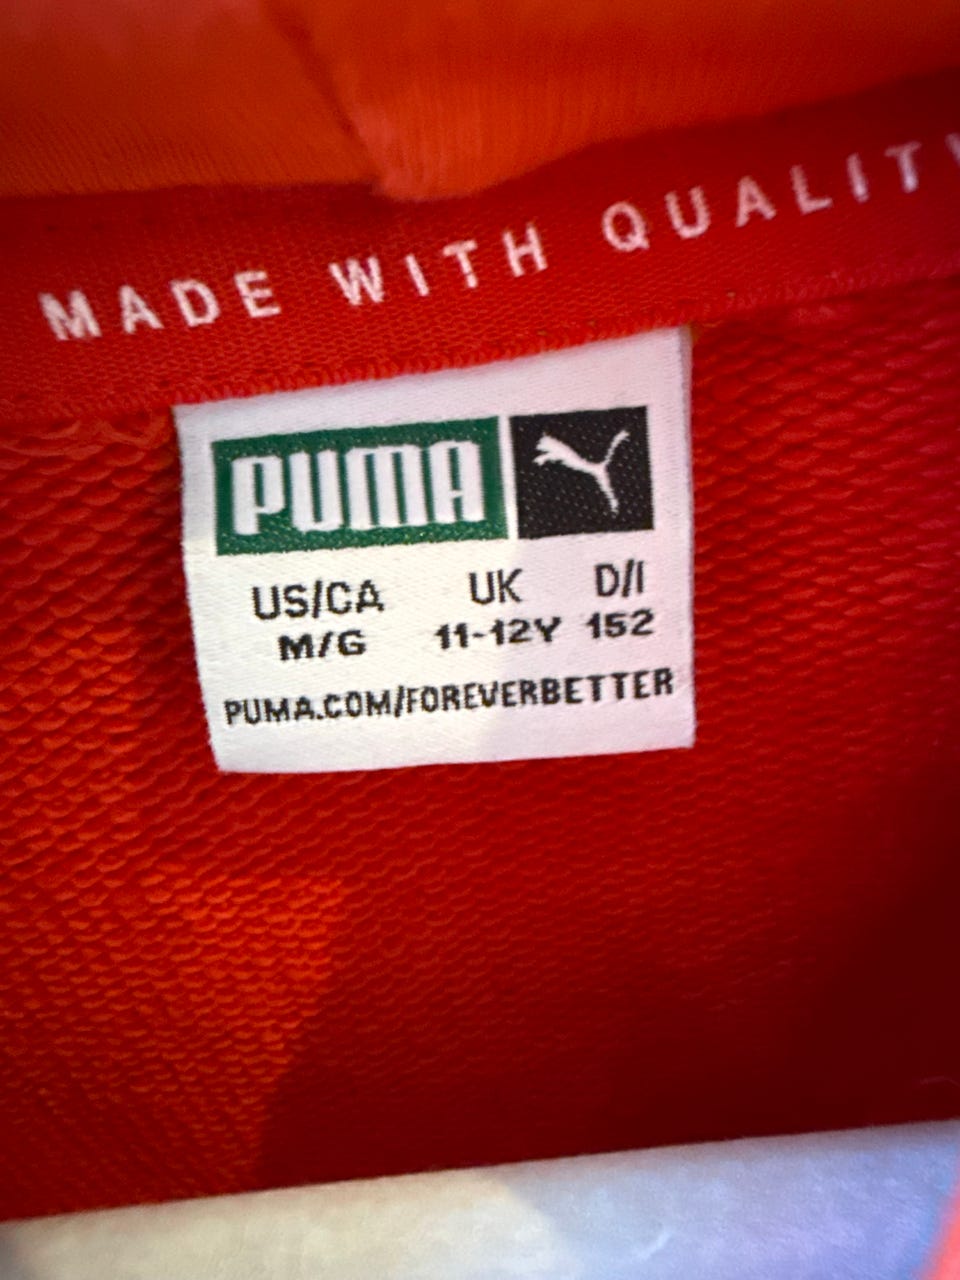 MADE WITH QUALITY
PUMA
US/CA UK D/I
M/G 11-12Y 152
PUMA.COM/FOREVERBETTER